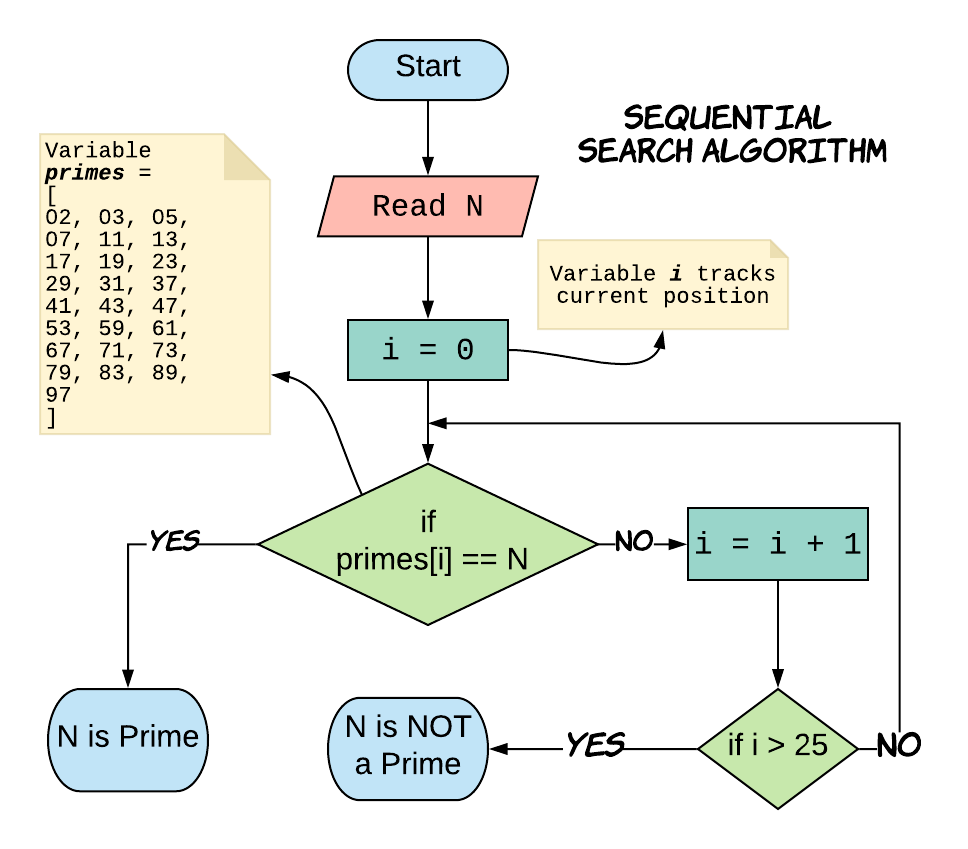 Start
SEQUENTIAL
SEARCH ALGORITHM
Variable
primes =
[
02, 03, 05,
07, 11, 13,
17, 19, 23,
29, 31, 37,
41, 43, 47,
53, 59, 61,
67, 71, 73,
79, 83, 89,
97
]
Read N
Variable i tracks
current position
i = 0
if
primes[i] == N
YES
NO
i = i + 1
N is Prime
N is NOT
a Prime
YES
if i > 25
NO